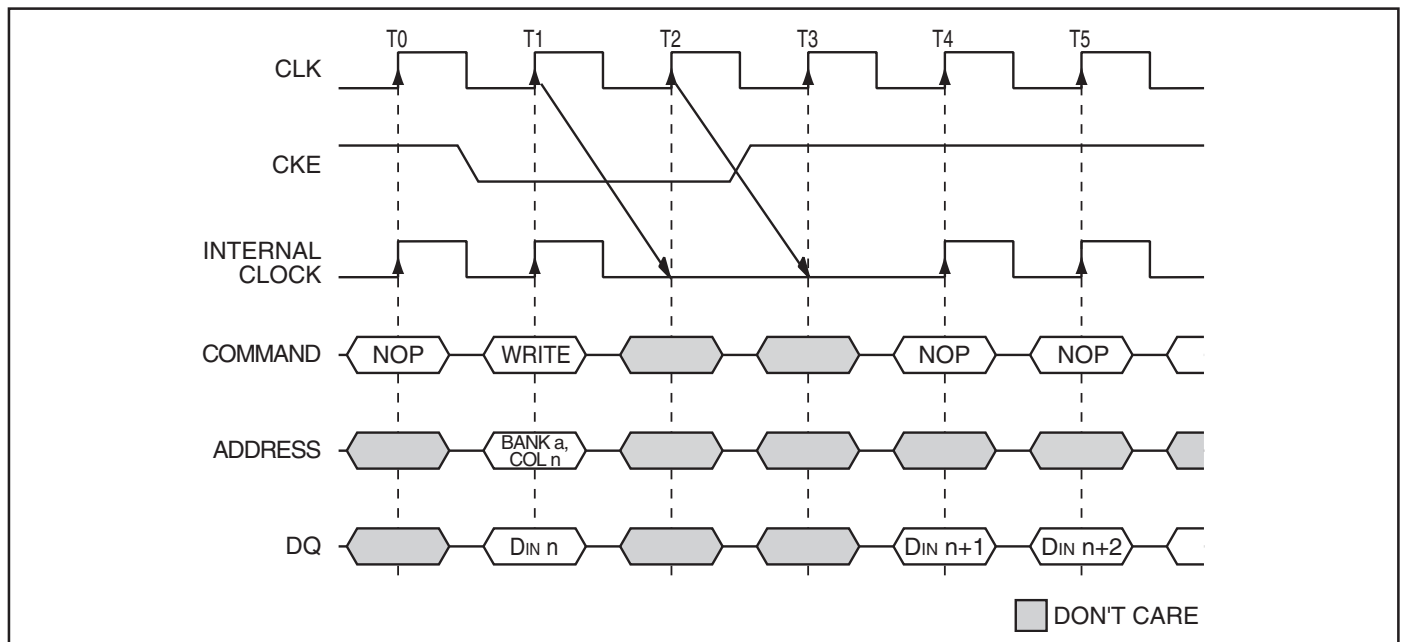 T0 T1 T2 T3 T4 T5
CLK
CKE
INTERNAL
CLOCK
COMMAND NOP WRITE NOP NOP
ADDRESS BANK a,
COL n
DQ DIN n DIN n+1 DIN n+2
DON'T CARE